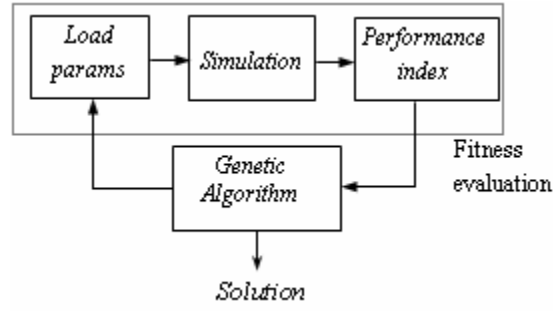 Load
params
Simulation
Performance
index
Fitness
evaluation
Genetic
Algorithm
Solution